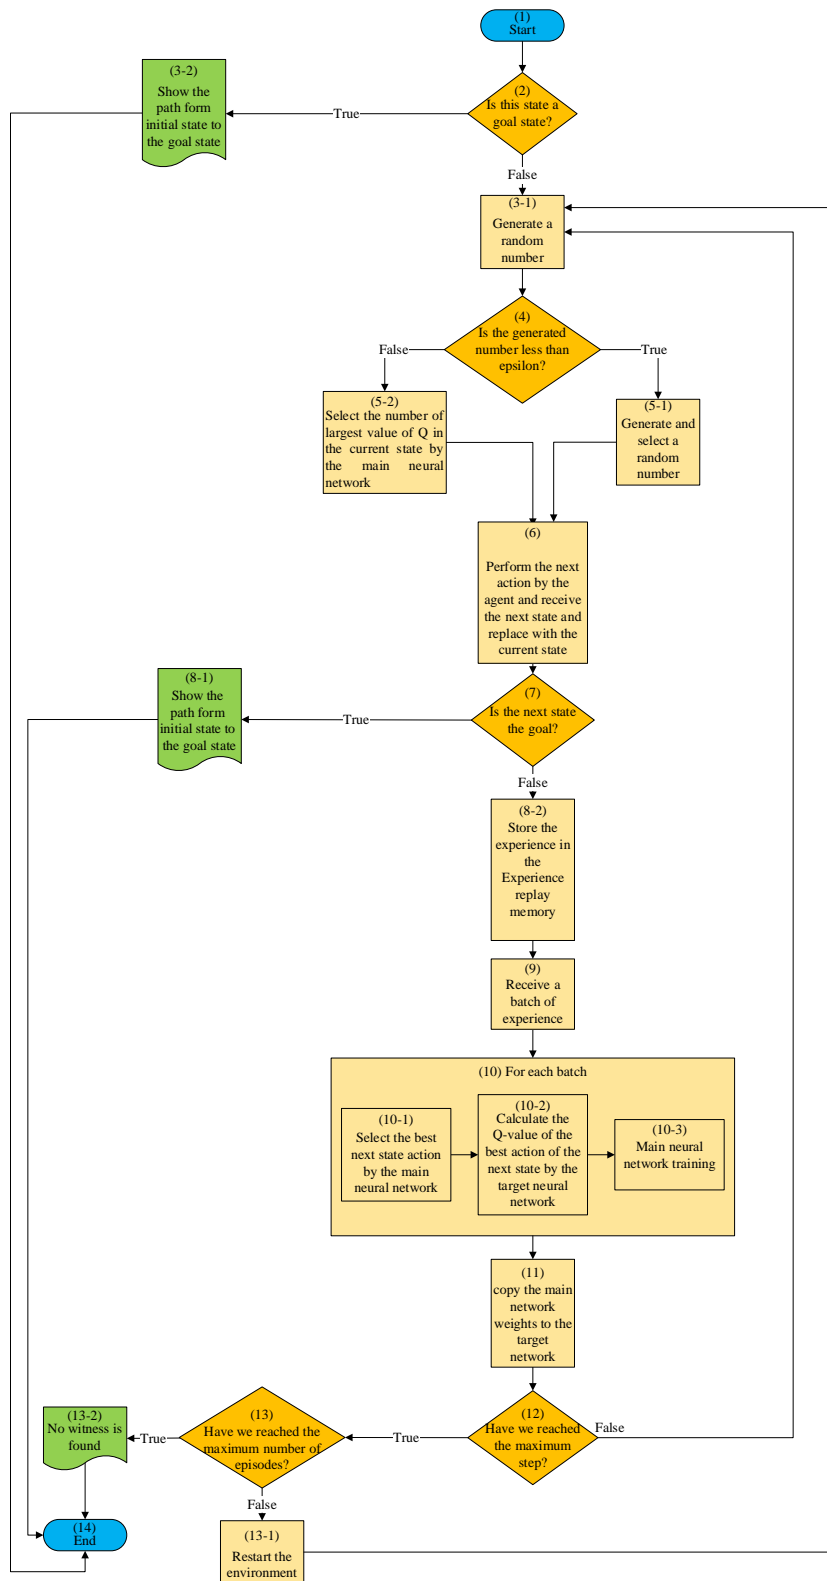 (1)
Start
(2)
Is this state a
goal state?
True
(3-2)
Show the
path form
initial state to
the goal state
False
(3-1)
Generate a
random
number
(4)
Is the generated
number less than
epsilon?
False
True
(5-2)
Select the number of
largest value of Q in
the current state by
the main neural
network
(5-1)
Generate and
select a
random
number
(6)
Perform the next
action by the
agent and receive
the next state and
replace with the
current state
(7)
Is the next state
the goal?
True
(8-1)
Show the
path form
initial state to
the goal state
False
(8-2)
Store the
experience in
the
Experience
replay
memory
(9)
Receive a
batch of
experience
(10) For each batch
(10-1)
Select the best
next state action
by the main
neural network
(10-2)
Calculate the
Q-value of the
best action of the
next state by the
target neural
network
(10-3)
Main neural
network training
(11)
copy the main
network
weights to the
target
network
(12)
Have we reached
the maximum
step?
False
True
(13)
Have we reached the
maximum number of
episodes?
True
(13-2)
No witness is
found
False
(13-1)
Restart the
environment
(14)
End